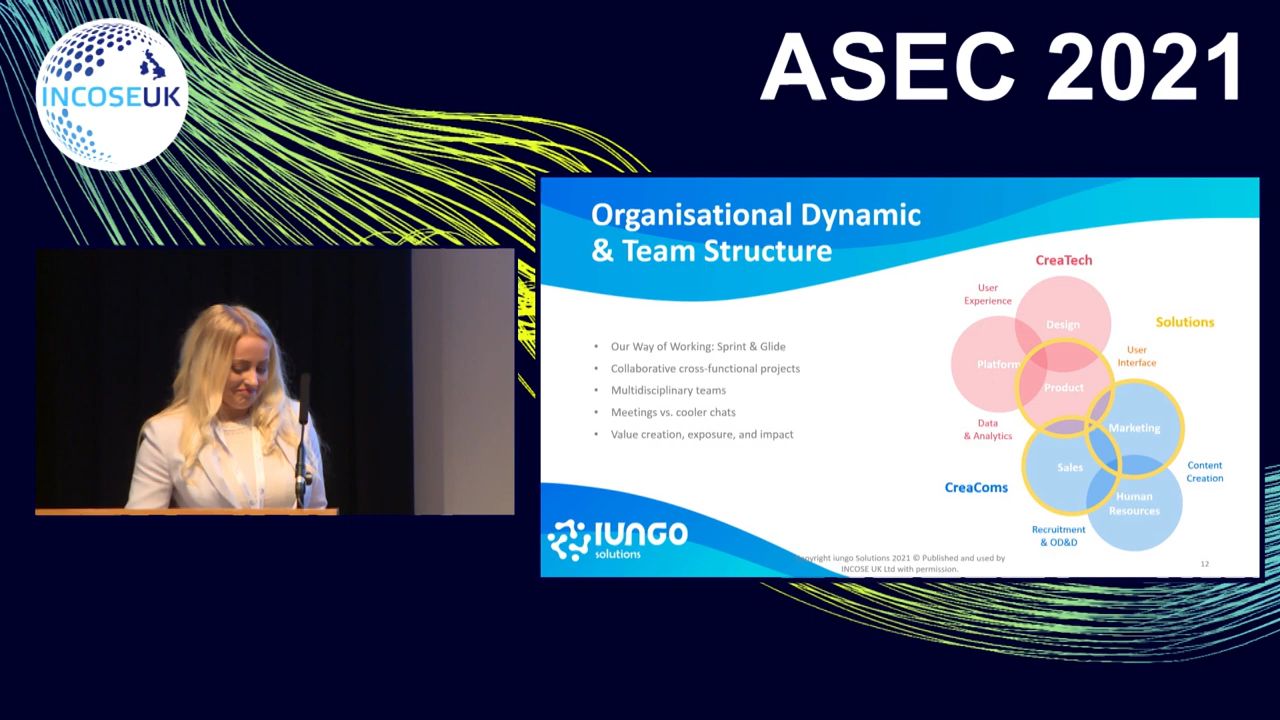 INCOSEUK
ASEC 2021
Organisational Dynamic
& Team Structure
• Our Way of Working: Sprint & Glide
• Collaborative cross-functional projects
• Multidisciplinary teams
• Meetings vs. cooler chats
• Value creation, exposure, and impact
CreaTech
User
Experience
Design
Solutions
Platform
User
Interface
Product
Data
& Analytics
Marketing
Sales
Content
Creation
CreaComs
Human
Resources
Recruitment
& OD&D
IUNGO
solutions
opyright iungo Solutions 2021 © Published and used by
INCOSE UK Ltd with permission.
12